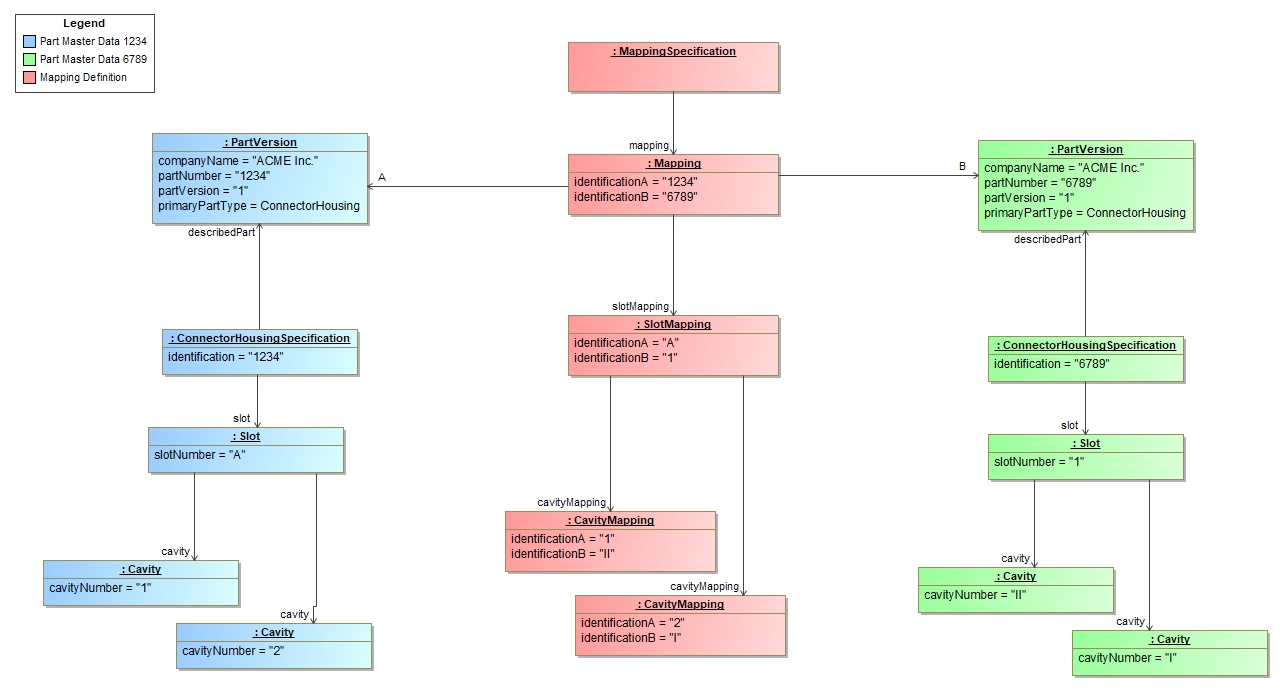 Legend
Part Master Data 1234
Part Master Data 6789
Mapping Definition
: MappingSpecification
mapping
: PartVersion
companyName = "ACME Inc."
partNumber = "1234"
partVersion = "1"
primaryPartType = ConnectorHousing
A
: Mapping
identificationA = "1234"
identificationB = "6789"
B
: PartVersion
companyName = "ACME Inc."
partNumber = "6789"
partVersion = "1"
primaryPartType = ConnectorHousing
describedPart
describedPart
slotMapping
: ConnectorHousingSpecification
identification = "1234"
: SlotMapping
identificationA = "A"
identificationB = "1"
: ConnectorHousingSpecification
identification = "6789"
slot
slot
: Slot
slotNumber = "A"
: Slot
slotNumber = "1"
cavityMapping
: CavityMapping
identificationA = "1"
identificationB = "II"
cavity
: Cavity
cavityNumber = "1"
cavity
: Cavity
cavityNumber = "II"
cavityMapping
: CavityMapping
identificationA = "2"
identificationB = "I"
cavity
: Cavity
cavityNumber = "2"
cavity
: Cavity
cavityNumber = "I"